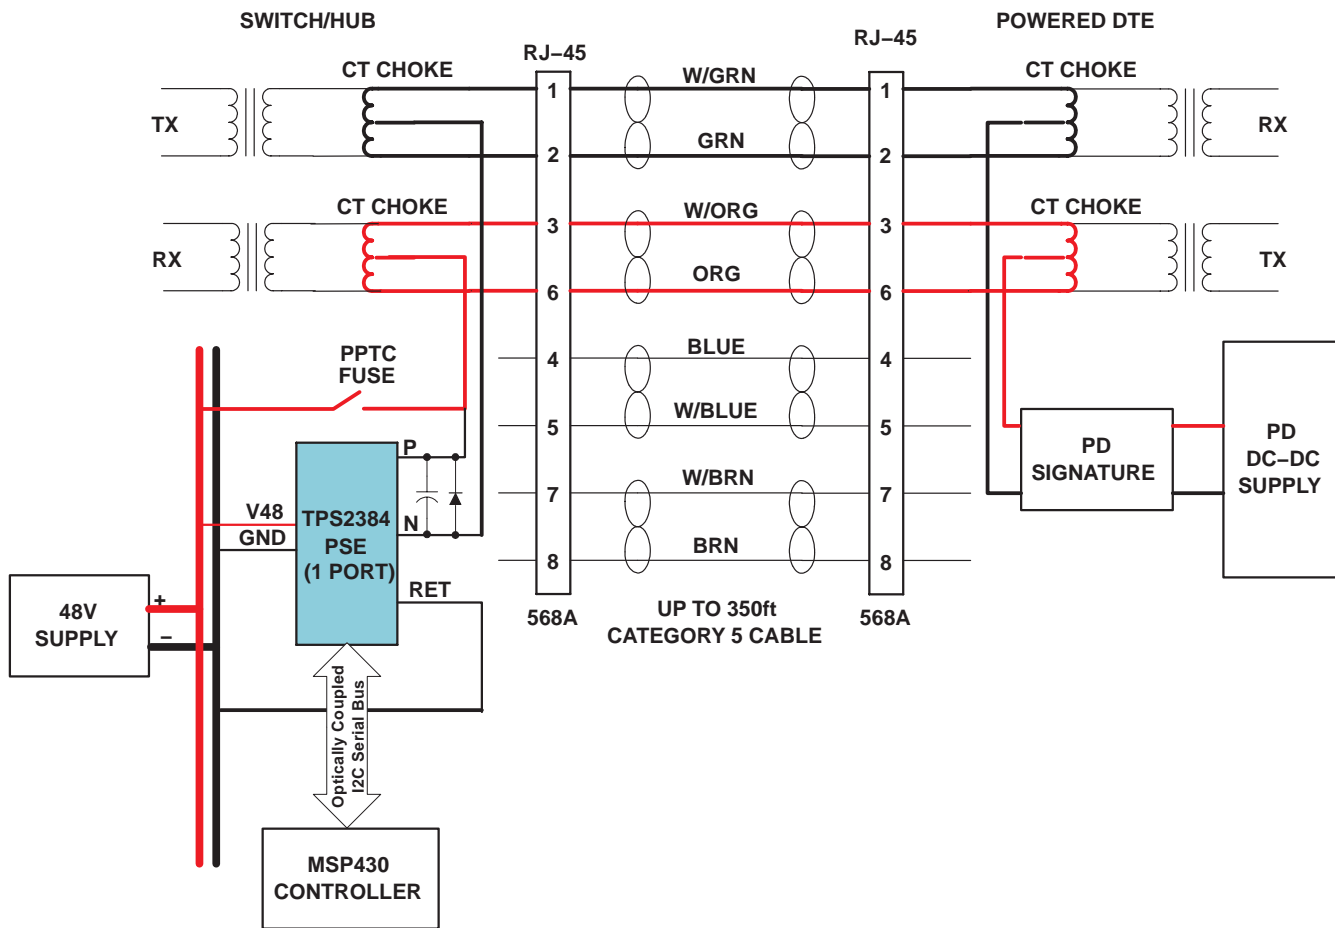 SWITCH/HUB
POWERED DTE
RJ–45
RJ–45
CT CHOKE
W/GRN
CT CHOKE
1
1
TX
RX
GRN
2
2
CT CHOKE
W/ORG
CT CHOKE
3
3
RX
ORG
TX
6
6
PPTC
FUSE
BLUE
4
4
W/BLUE
5
5
P
PD
SIGNATURE
PD
DC–DC
SUPPLY
W/BRN
7
7
V48
GND
TPS2384
PSE
(1 PORT)
N
BRN
8
8
RET
48V
SUPPLY
+
–
568A
UP TO 350ft
CATEGORY 5 CABLE
568A
Optically Coupled
I2C Serial Bus
MSP430
CONTROLLER